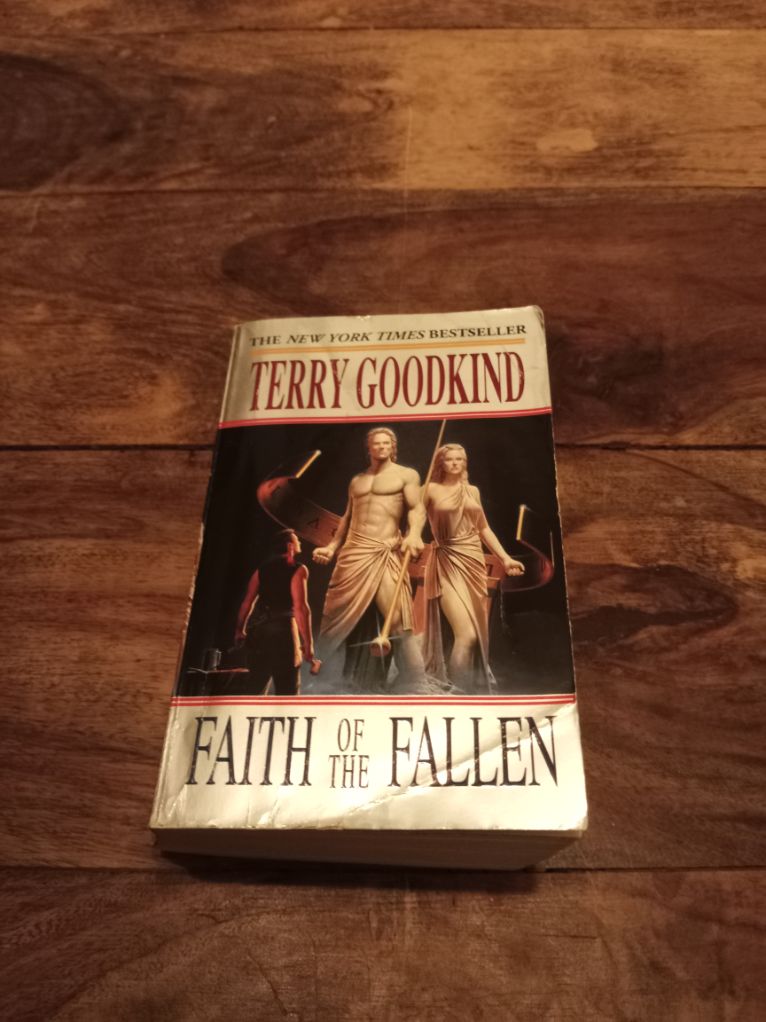 THE NEW YORK TIMES BESTSELLER
TERRY GOODKIND
FAITH OF THE FALLEN